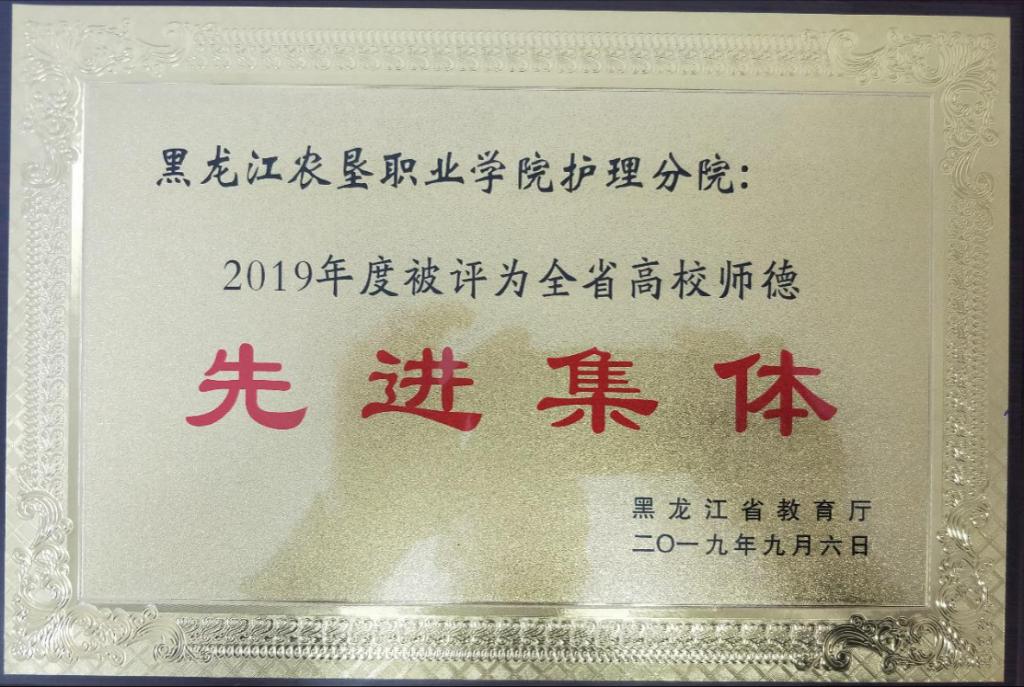 黑龙江农垦职业学院护理分院:
2019年度被评为全省高校师德
先进集体
黑龙江省教育厅
二〇一九年九月六日